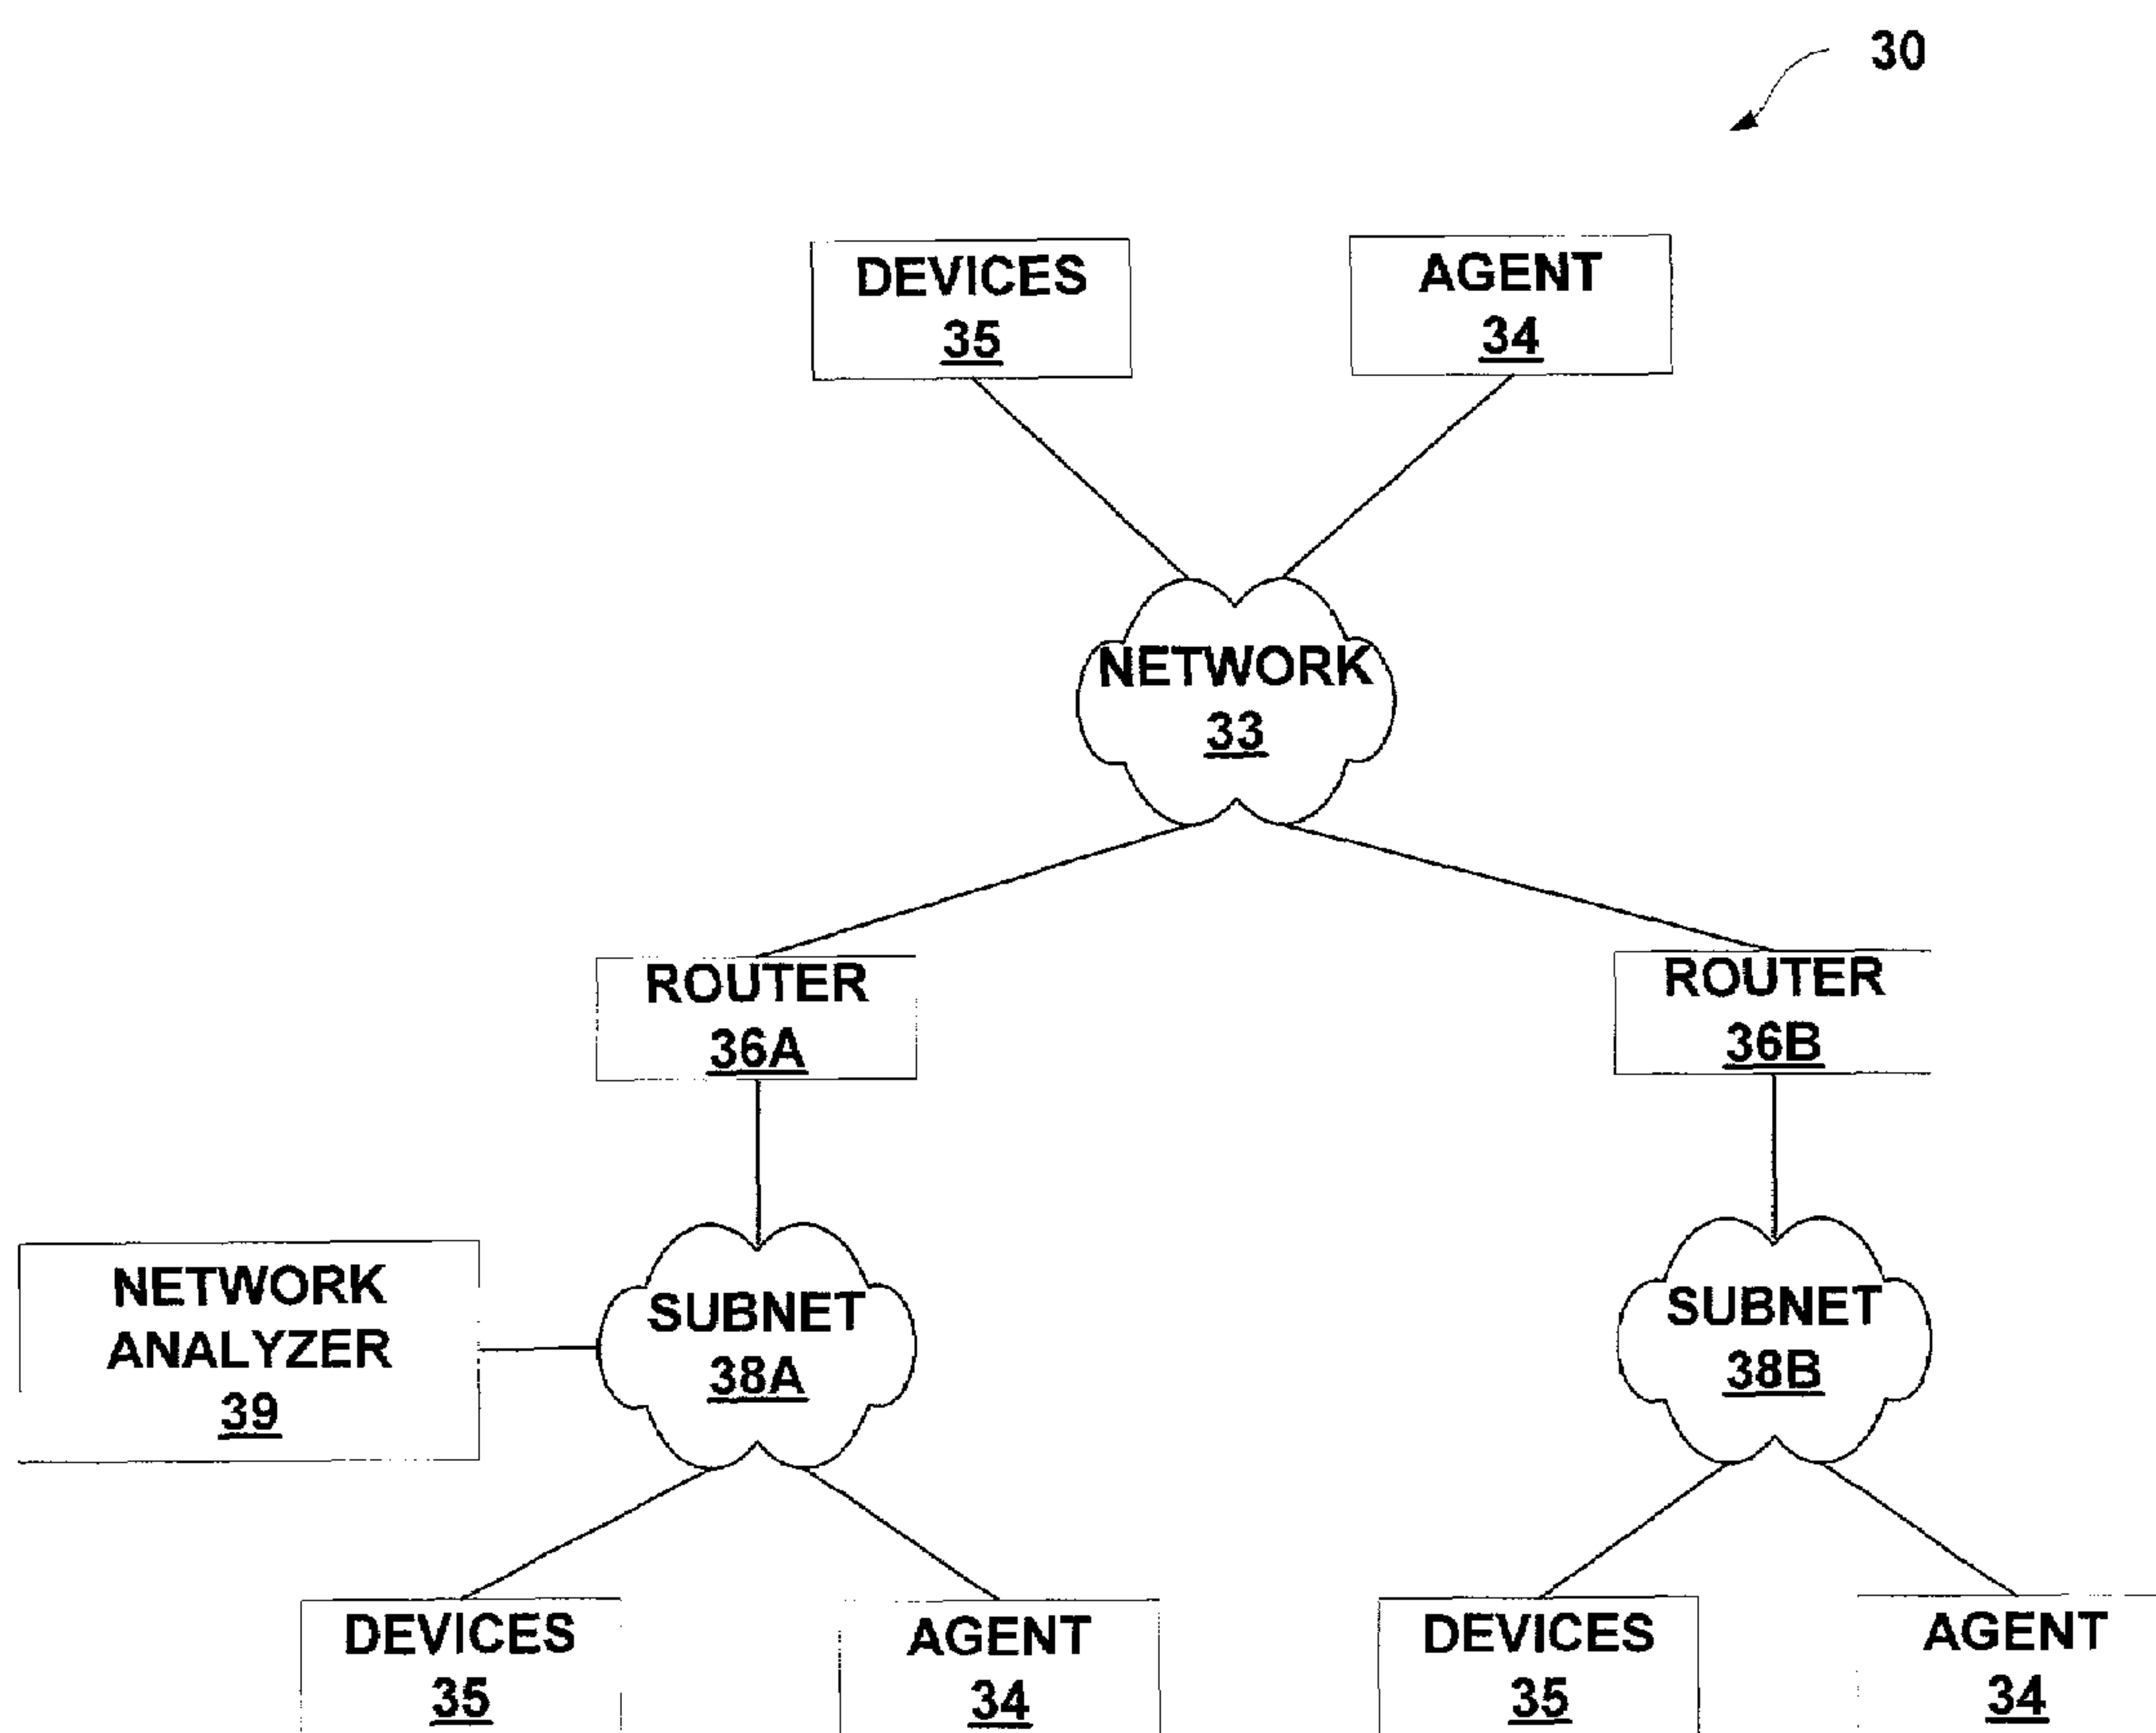 30
DEVICES
35
AGENT
34
NETWORK
33
ROUTER
36A
ROUTER
36B
NETWORK
ANALYZER
39
SUBNET
38A
SUBNET
38B
DEVICES
35
AGENT
34
DEVICES
35
AGENT
34